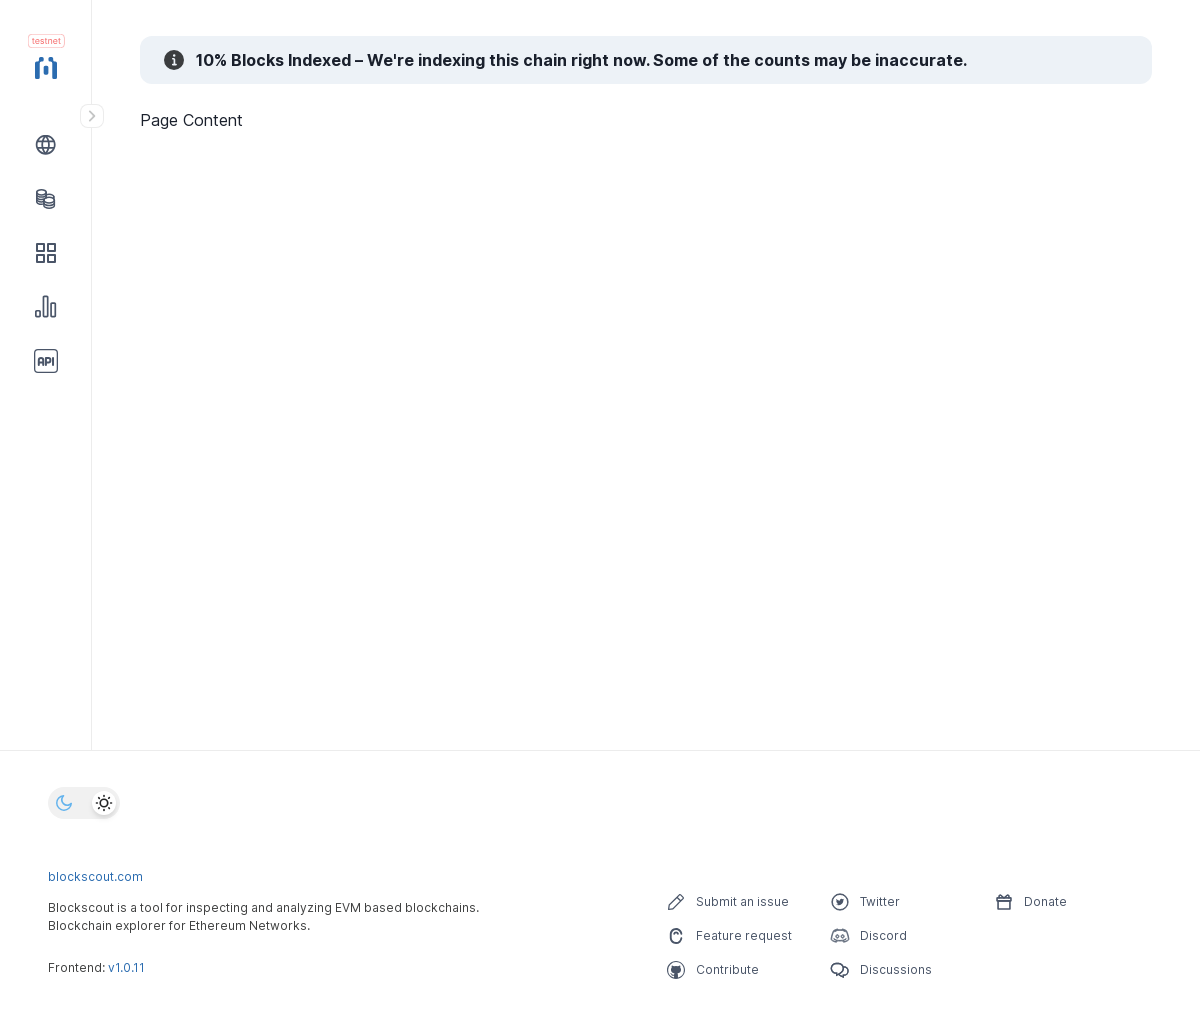 testnet
10% Blocks Indexed – We're indexing this chain right now. Some of the counts may be inaccurate.
Page Content
API
blockscout.com
Blockscout is a tool for inspecting and analyzing EVM based blockchains.
Blockchain explorer for Ethereum Networks.
Frontend: v1.0.11
Submit an issue
Feature request
Contribute
Twitter
Discord
Discussions
Donate